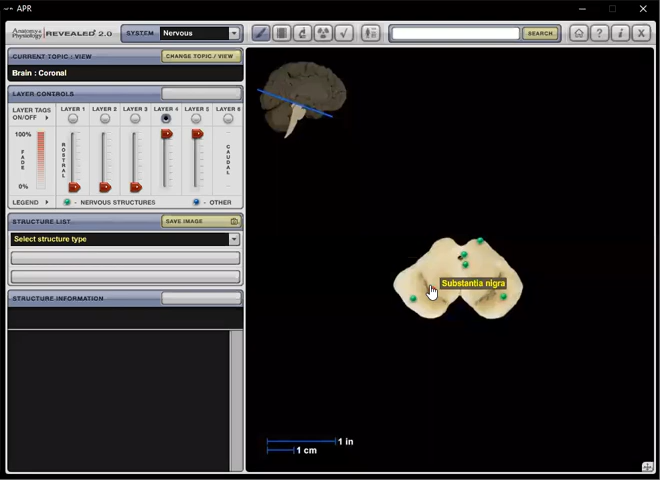 APR
Anatomy & Physiology REVEALED 2.0
SYSTEM
Nervous
SEARCH
CURRENT TOPIC / VIEW
CHANGE TOPIC / VIEW
Brain : Coronal
LAYER CONTROLS
LAYER TAGS ON/OFF
LAYER 1
LAYER 2
LAYER 3
LAYER 4
LAYER 5
LAYER 6
100%
FADE
0%
ROSTRAL
CAUDAL
LEGEND
- NERVOUS STRUCTURES
- OTHER
STRUCTURE LIST
SAVE IMAGE
Select structure type
STRUCTURE INFORMATION
Substantia nigra
1 in
1 cm